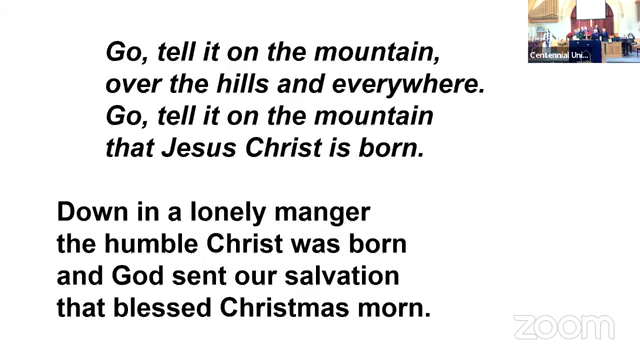 Centennial Uni...
Go, tell it on the mountain,
over the hills and everywhere.
Go, tell it on the mountain
that Jesus Christ is born.
Down in a lonely manger
the humble Christ was born
and God sent our salvation
that blessed Christmas morn.
zoom